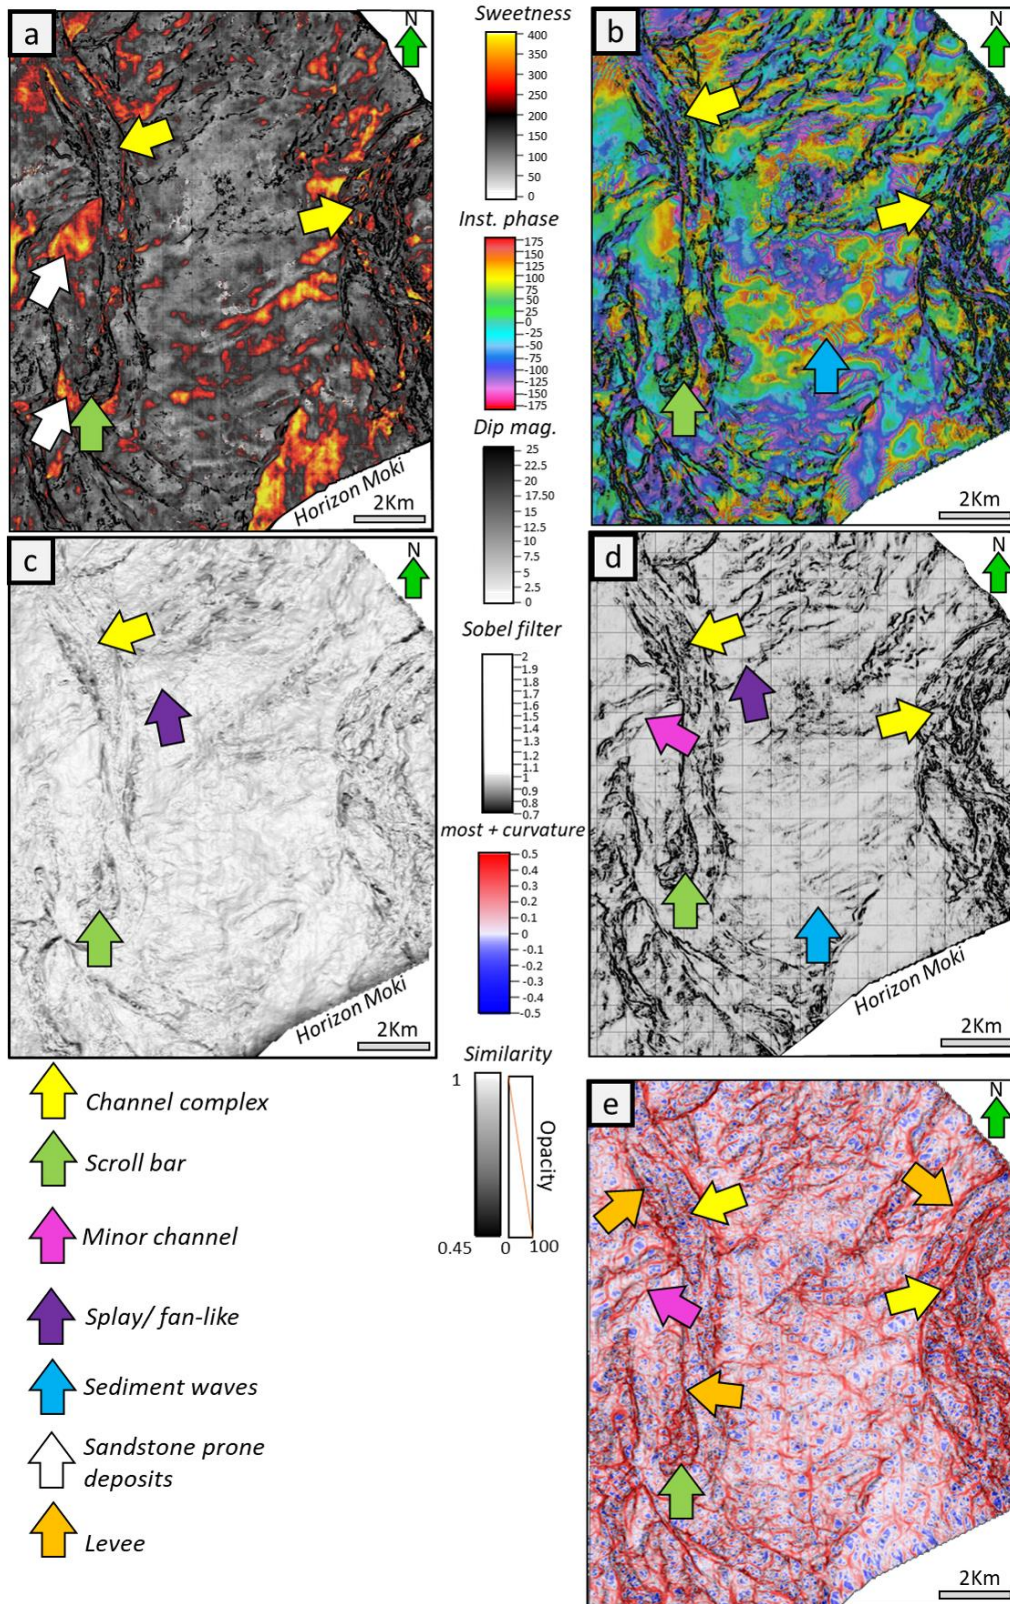 a
N
Horizon Moki
2Km
Sweetness
400
350
300
250
200
150
100
50
0
Inst. phase
175
150
125
100
75
50
25
0
-25
-50
-75
-100
-125
-150
-175
b
N
2Km
Dip mag.
25
22.5
20
17.50
15
12.5
10
7.5
5
2.5
0
c
N
Horizon Moki
2Km
Sobel filter
2
1.9
1.8
1.7
1.6
1.5
1.4
1.3
1.2
1.1
1
0.9
0.8
0.7
most + curvature
0.5
0.4
0.3
0.2
0.1
0
-0.1
-0.2
-0.3
-0.4
-0.5
d
N
Horizon Moki
2Km
Similarity
1
0.45
Opacity
0
100
Channel complex
Scroll bar
Minor channel
Splay/ fan-like
Sediment waves
Sandstone prone
deposits
Levee
e
N
2Km